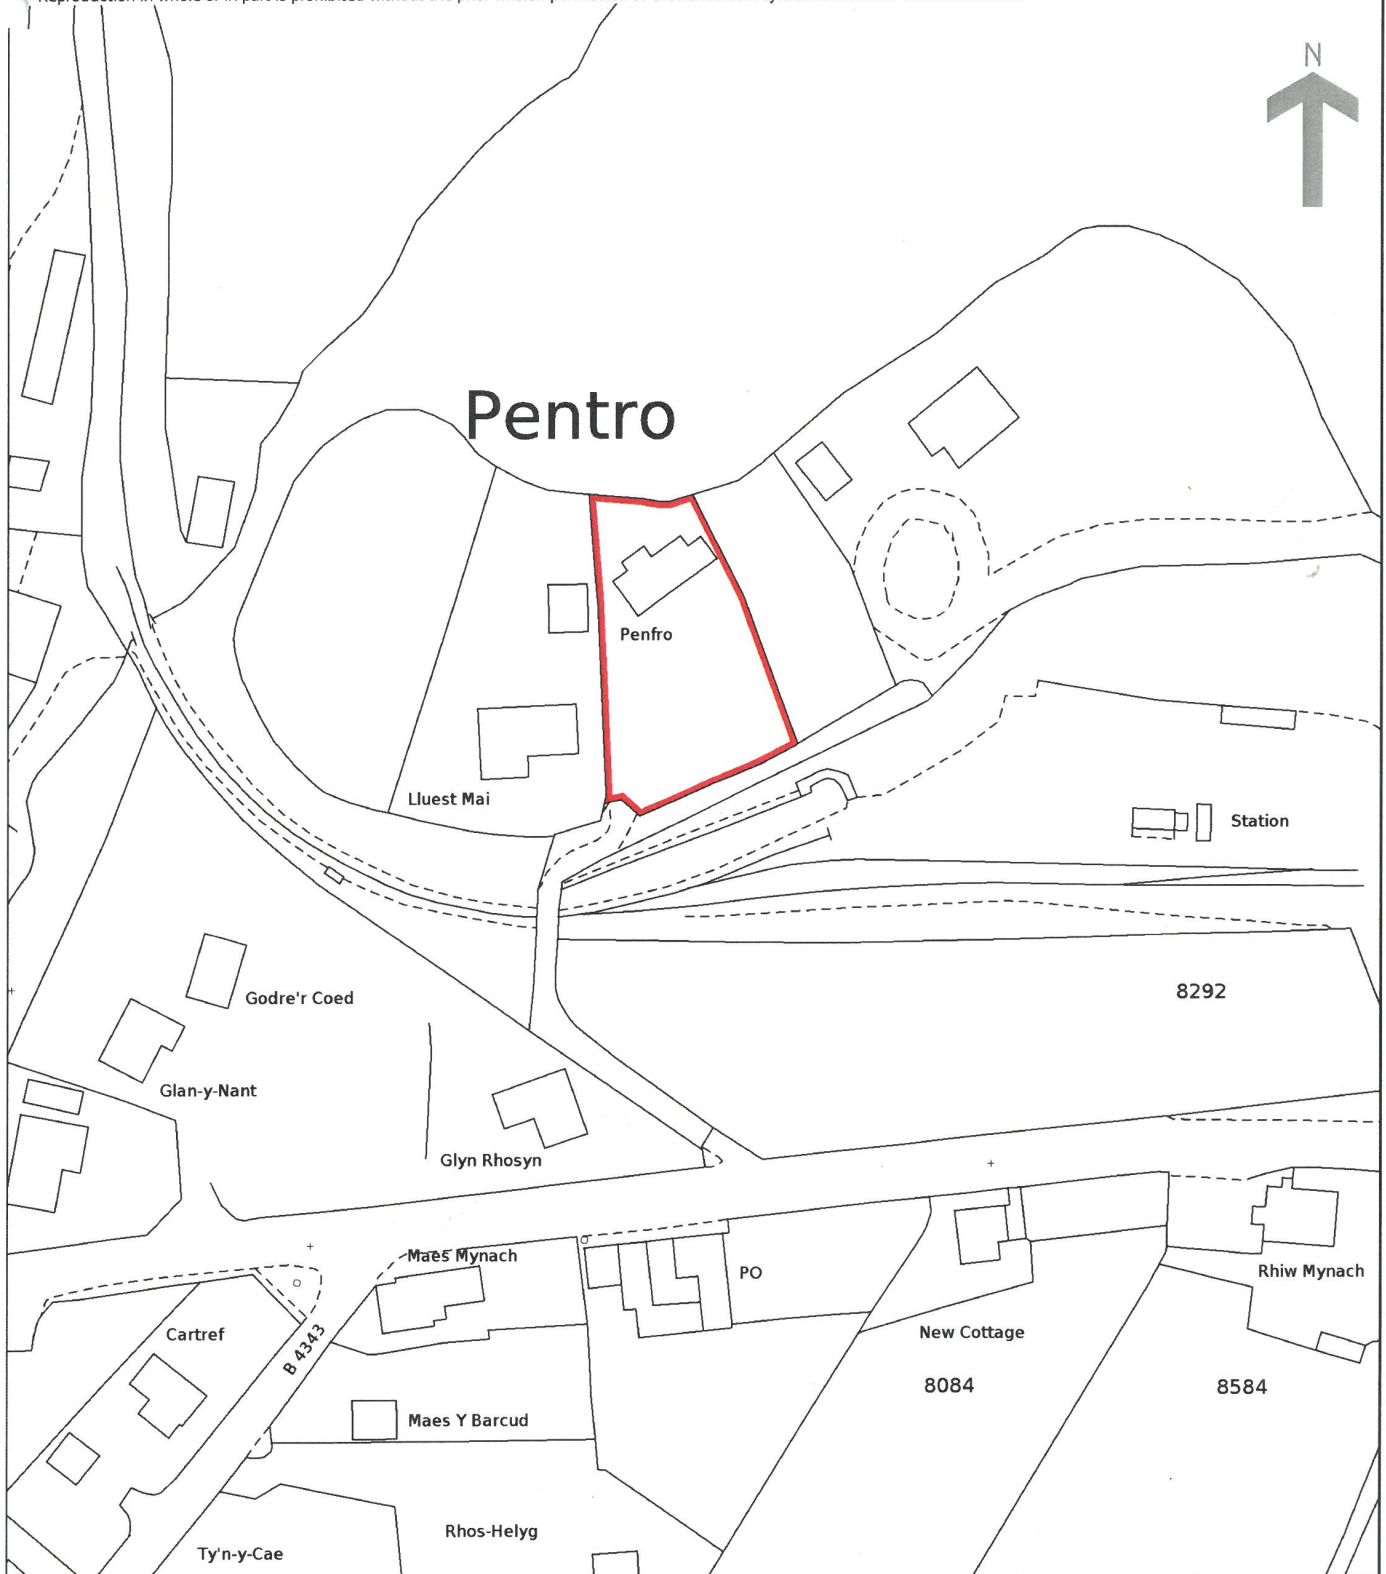 N
Pentro
Penfro
Lluest Mai
Station
8292
Godre'r Coed
Glan-y-Nant
Glyn Rhosyn
Maes Mynach
PO
Rhiw Mynach
Cartref
B 4343
New Cottage
8084
8584
Maes Y Barcud
Rhos-Helyg
Ty'n-y-Cae